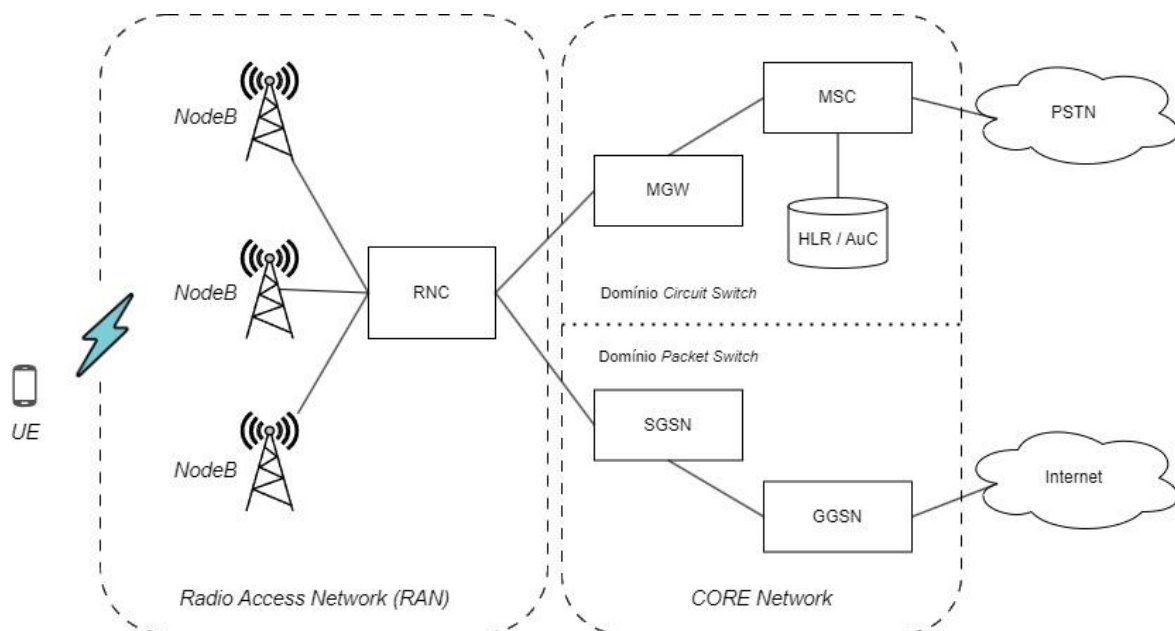 NodeB
NodeB
NodeB
UE
RNC
Radio Access Network (RAN)
MSC
PSTN
MGW
HLR / AuC
Domínio Circuit Switch
Domínio Packet Switch
SGSN
GGSN
Internet
CORE Network